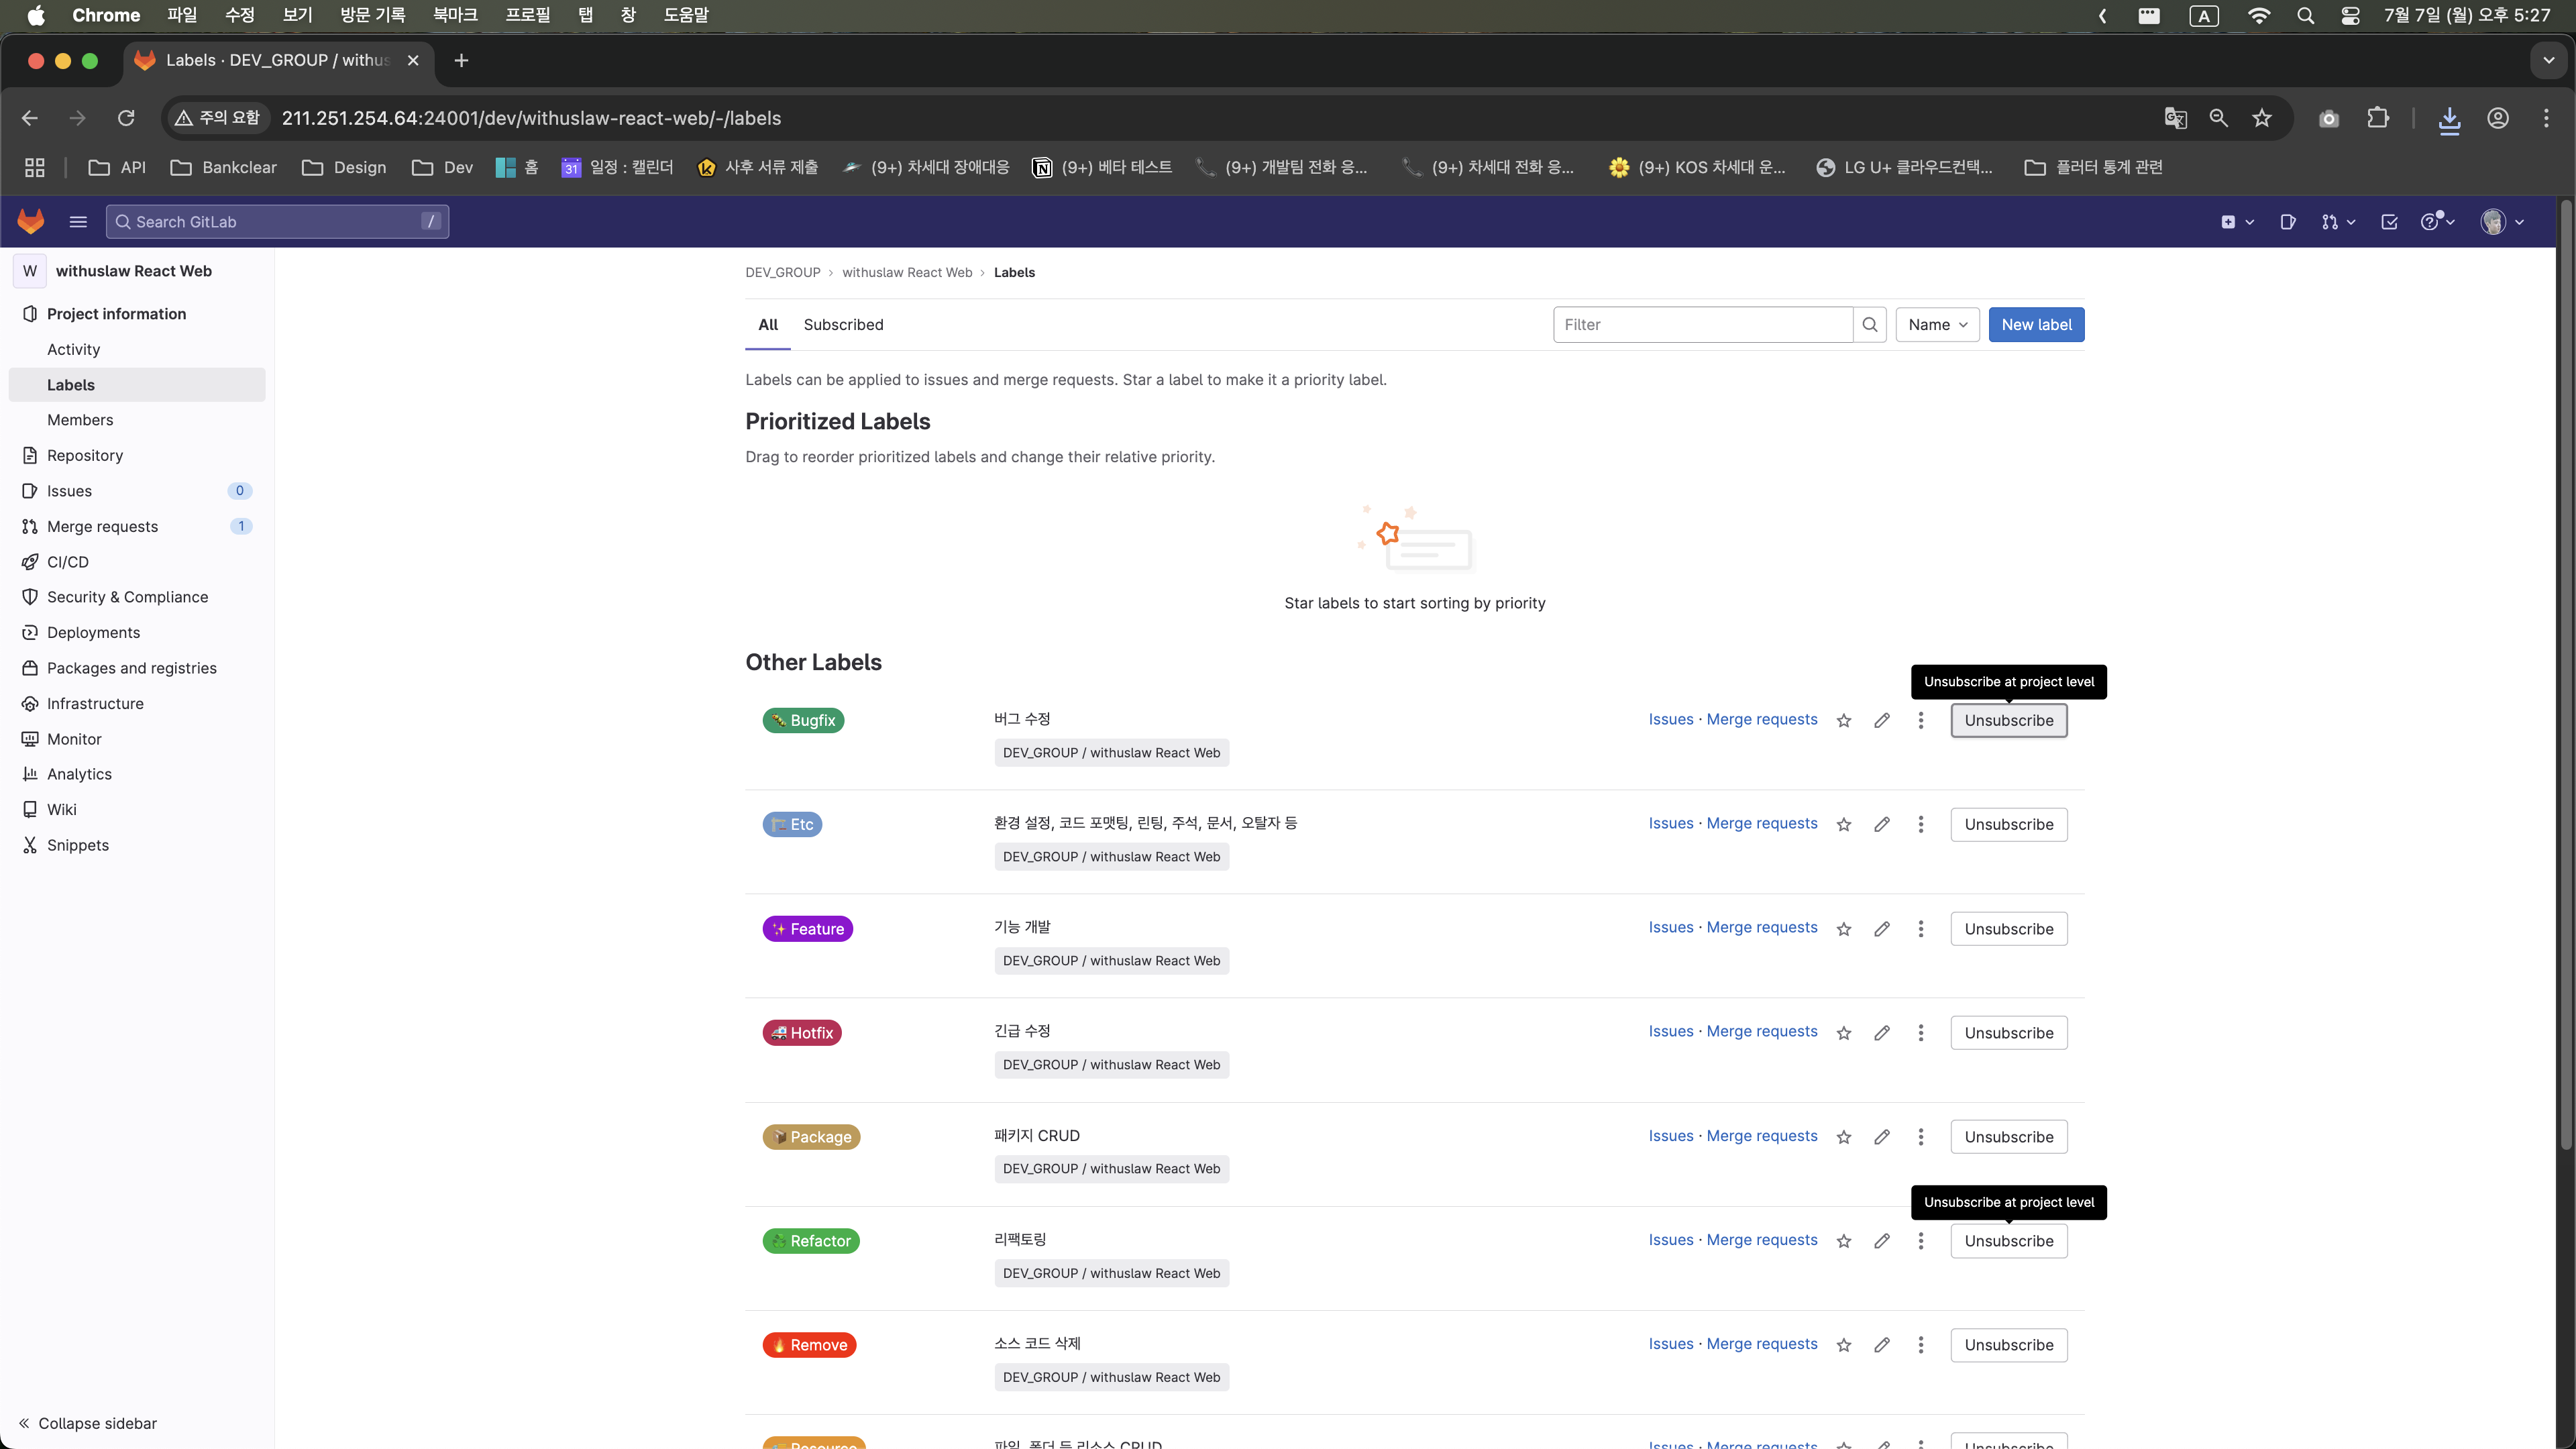 Chrome 파일 수정 보기 방문 기록 북마크 프로필 탭 창 도움말 A 7월 7일 (월) 오후 5:27
Labels · DEV_GROUP / withus
주의 요함 211.251.254.64:24001/dev/withuslaw-react-web/-/labels
API Bankclear Design Dev 홈 31 일정 : 캘린더 사후 서류 제출 (9+) 차세대 장애대응 (9+) 베타 테스트 (9+) 개발팀 전화 응... (9+) 차세대 전화 응... (9+) KOS 차세대 운... LG U+ 클라우드컨택... 플러터 통계 관련
Search GitLab /
W withuslaw React Web
Project information
Activity
Labels
Members
Repository
Issues 0
Merge requests 1
CI/CD
Security & Compliance
Deployments
Packages and registries
Infrastructure
Monitor
Analytics
Wiki
Snippets
Collapse sidebar
DEV_GROUP › withuslaw React Web › Labels
All Subscribed Filter Name New label
Labels can be applied to issues and merge requests. Star a label to make it a priority label.
Prioritized Labels
Drag to reorder prioritized labels and change their relative priority.
Star labels to start sorting by priority
Other Labels
Unsubscribe at project level
🐛 Bugfix 버그 수정 Issues · Merge requests Unsubscribe
DEV_GROUP / withuslaw React Web
🏗️ Etc 환경 설정, 코드 포맷팅, 린팅, 주석, 문서, 오탈자 등 Issues · Merge requests Unsubscribe
DEV_GROUP / withuslaw React Web
✨ Feature 기능 개발 Issues · Merge requests Unsubscribe
DEV_GROUP / withuslaw React Web
🚑 Hotfix 긴급 수정 Issues · Merge requests Unsubscribe
DEV_GROUP / withuslaw React Web
📦 Package 패키지 CRUD Issues · Merge requests Unsubscribe
DEV_GROUP / withuslaw React Web
Unsubscribe at project level
Refactor 리팩토링 Issues · Merge requests Unsubscribe
DEV_GROUP / withuslaw React Web
🔥 Remove 소스 코드 삭제 Issues · Merge requests Unsubscribe
DEV_GROUP / withuslaw React Web
Resource 파일, 폴더 등 리소스 CRUD Issues · Merge requests Unsubscribe